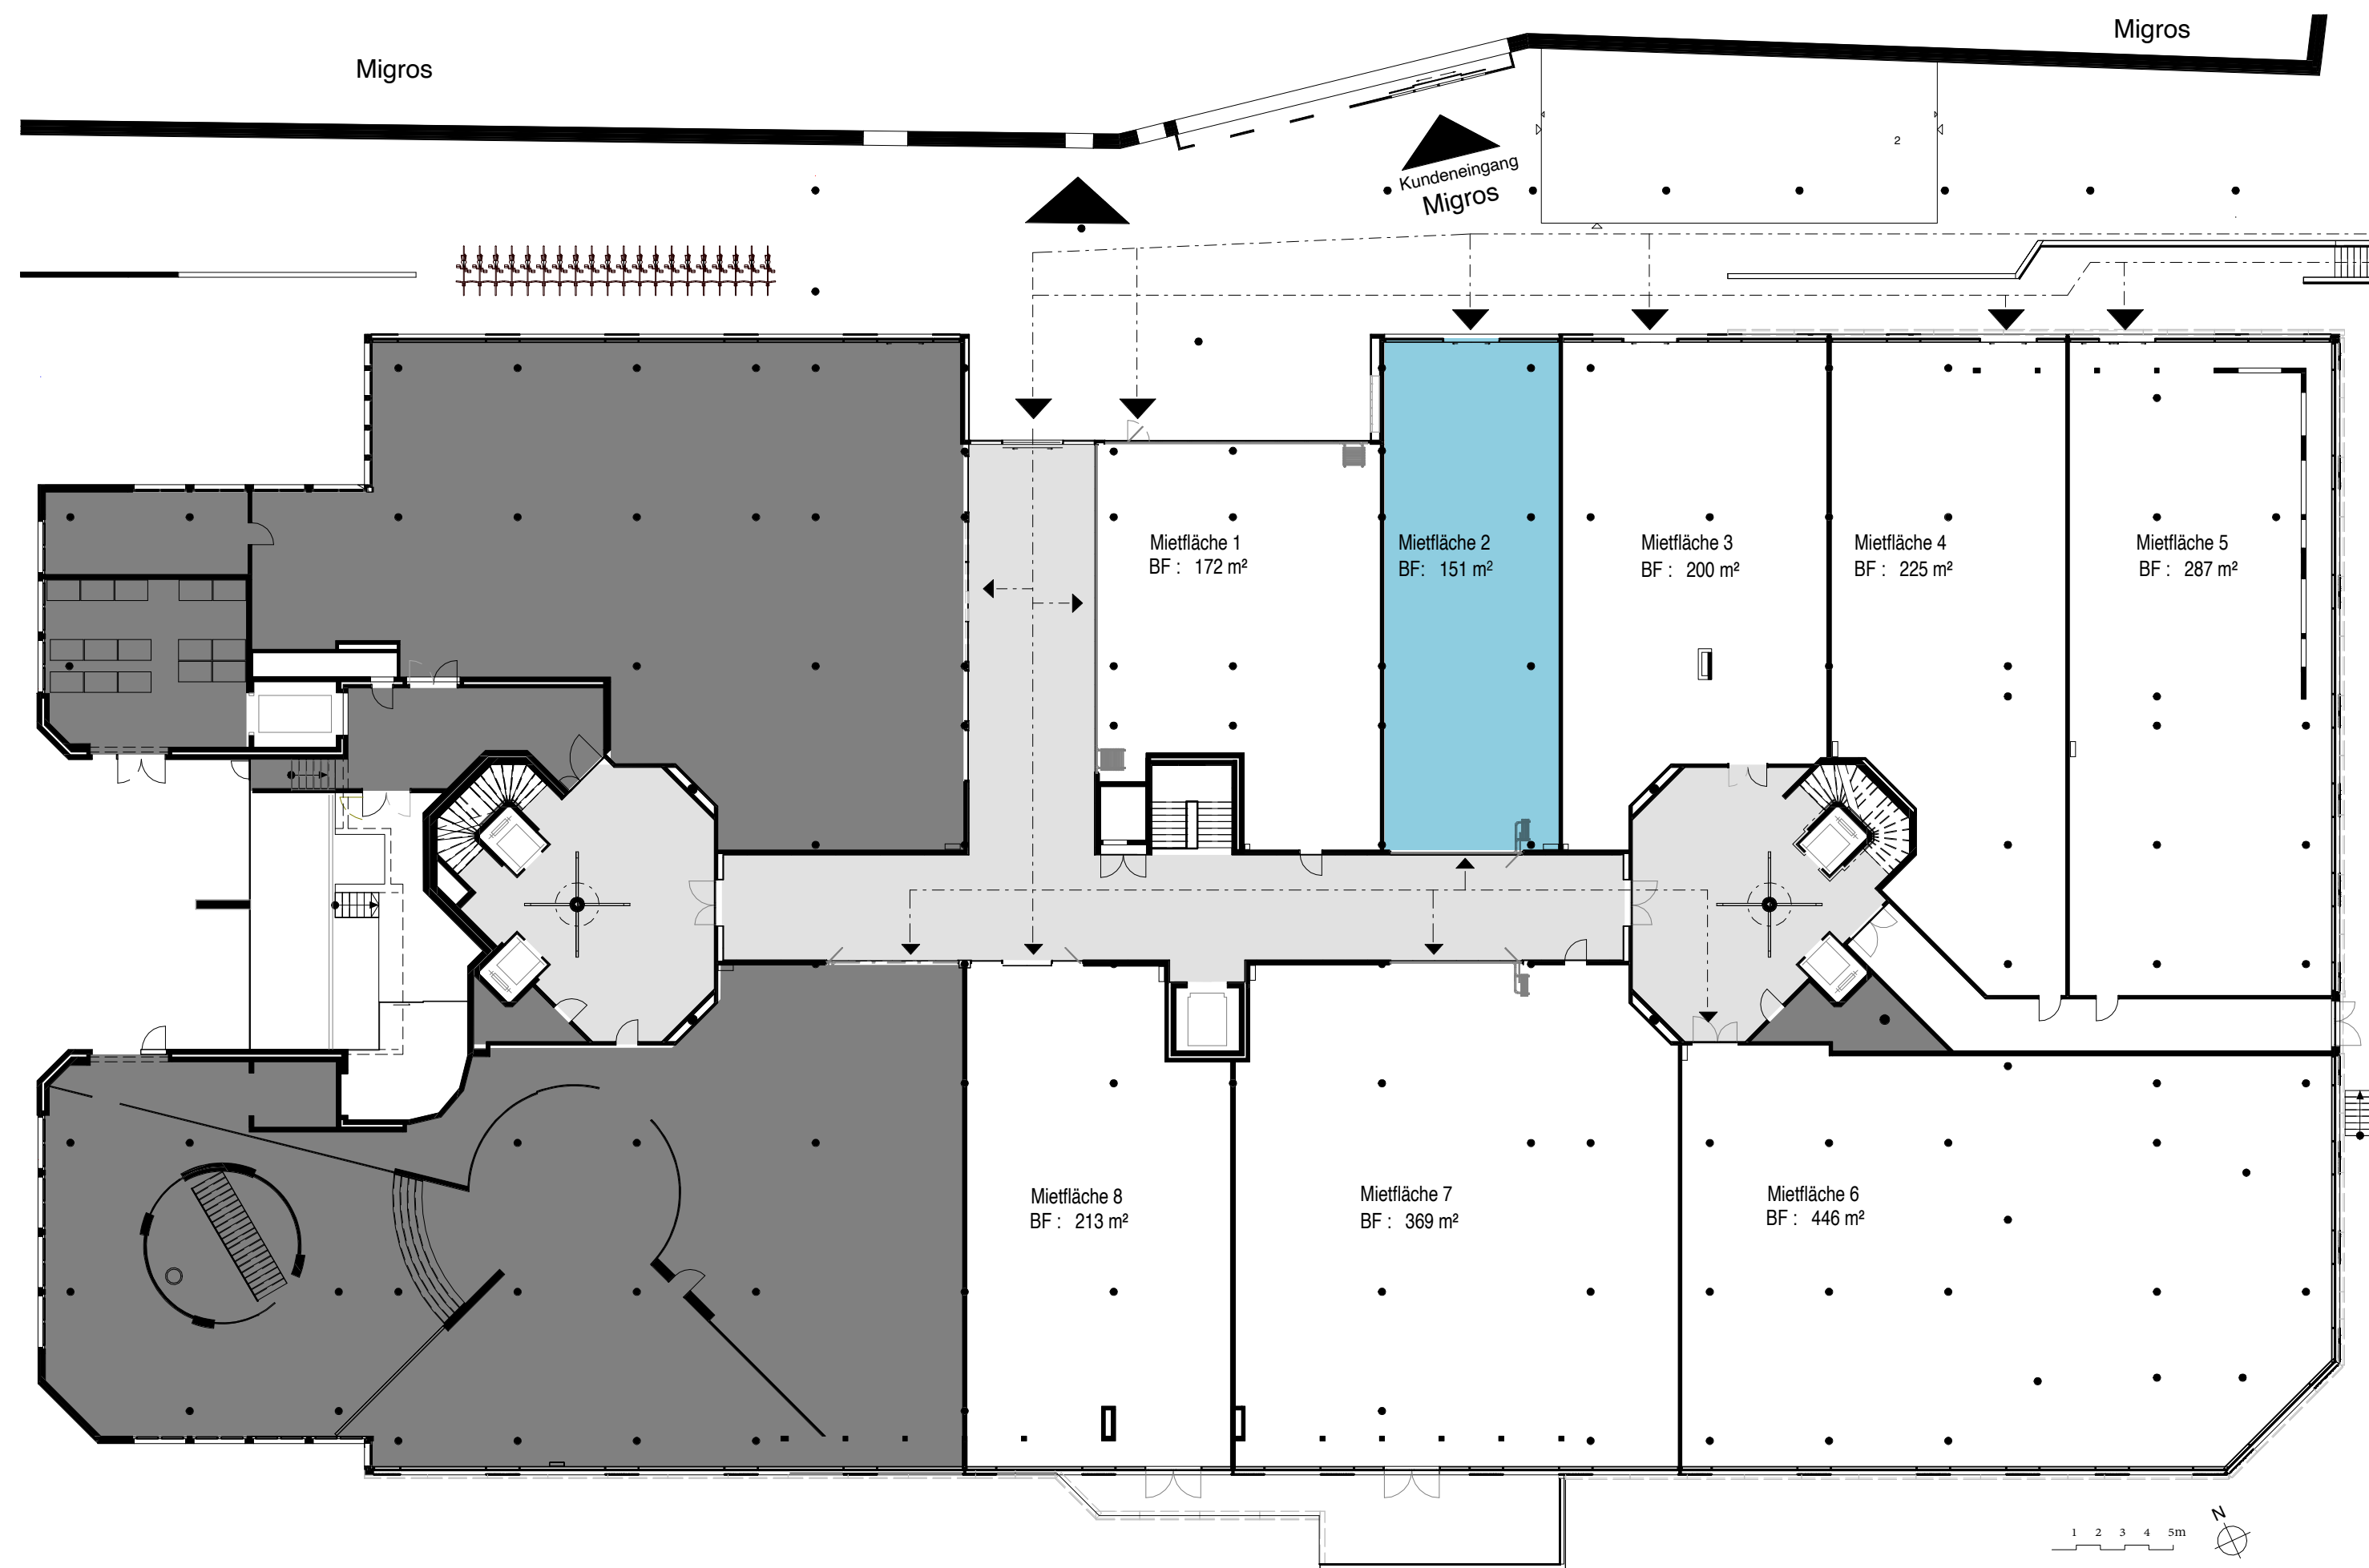 Migros
Migros
2
Kundeneingang
Migros
Mietfläche 1
BF : 172 m²
Mietfläche 2
BF: 151 m²
Mietfläche 3
BF : 200 m²
Mietfläche 4
BF : 225 m²
Mietfläche 5
BF : 287 m²
Mietfläche 8
BF : 213 m²
Mietfläche 7
BF : 369 m²
Mietfläche 6
BF : 446 m²
N
1 2 3 4 5m